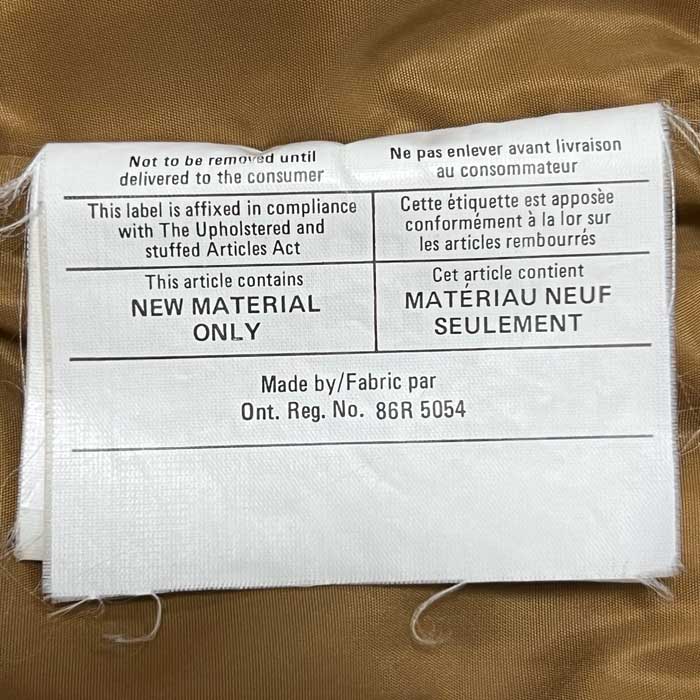 Not to be removed until
delivered to the consumer
Ne pas enlever avant livraison
au consommateur
This label is affixed in compliance
with The Upholstered and
stuffed Articles Act
Cette étiquette est apposèe
conformément à la lor sur
les articles rembourrés
This article contains
NEW MATERIAL
ONLY
Cet article contient
MATÉRIAU NEUF
SEULEMENT
Made by/Fabric par
Ont. Reg. No. 86R 5054